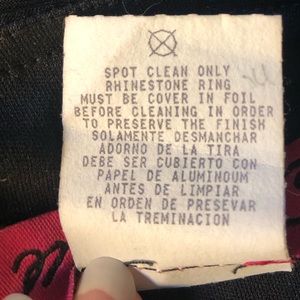 SPOT CLEAN ONLY
RHINESTONE RING
MUST BE COVER IN FOIL
BEFORE CLEANING IN ORDER
TO PRESERVE THE FINISH
SOLAMENTE DESMANCHAR
ADORNO DE LA TIRA
DEBE SER CUBIERTO CON
PAPEL DE ALUMINOUM
ANTES DE LIMPIAR
EN ORDEN DE PRESEVAR
LA TREMINACION